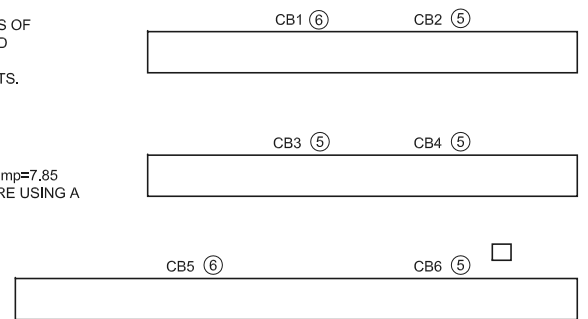 S OF
D
TS.
mp=7.85
RE USING A
CB1 ⑥ CB2 ⑤
CB3 ⑤ CB4 ⑤
CB5 ⑥ CB6 ⑤